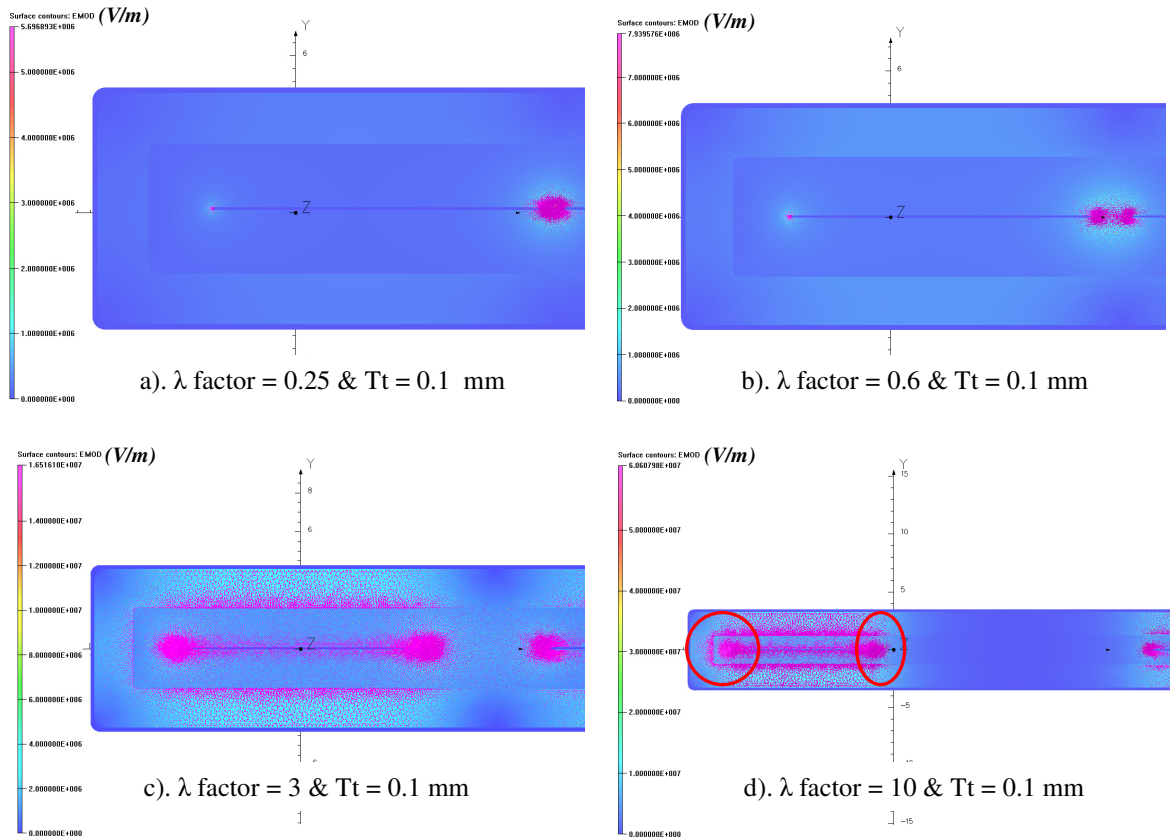 Surface contours: EMOD (V/m)
5.696893E+006
5.000000E+006
4.000000E+006
3.000000E+006
2.000000E+006
1.000000E+006
0.000000E+000
Y
6
Z
a). λ factor = 0.25 & Tt = 0.1 mm
Surface contours: EMOD (V/m)
7.939576E+006
7.000000E+006
6.000000E+006
5.000000E+006
4.000000E+006
3.000000E+006
2.000000E+006
1.000000E+006
0.000000E+000
Y
6
Z
b). λ factor = 0.6 & Tt = 0.1 mm
Surface contours: EMOD (V/m)
1.651610E+007
1.400000E+007
1.200000E+007
1.000000E+007
8.000000E+006
6.000000E+006
4.000000E+006
2.000000E+006
0.000000E+000
Y
8
6
Z
c). λ factor = 3 & Tt = 0.1 mm
Surface contours: EMOD (V/m)
6.060798E+007
5.000000E+007
4.000000E+007
3.000000E+007
2.000000E+007
1.000000E+007
0.000000E+000
Y
15
10
5
Z
-5
d). λ factor = 10 & Tt = 0.1 mm
-15